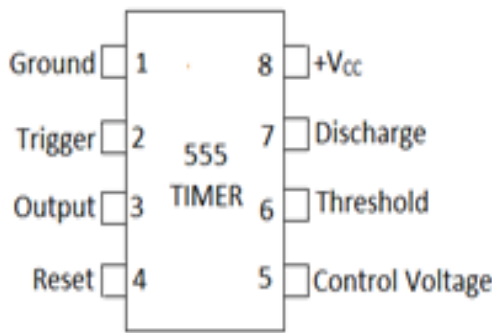 Ground 1 8 +VCC
Trigger 2 7 Discharge
555
TIMER
Output 3 6 Threshold
Reset 4 5 Control Voltage